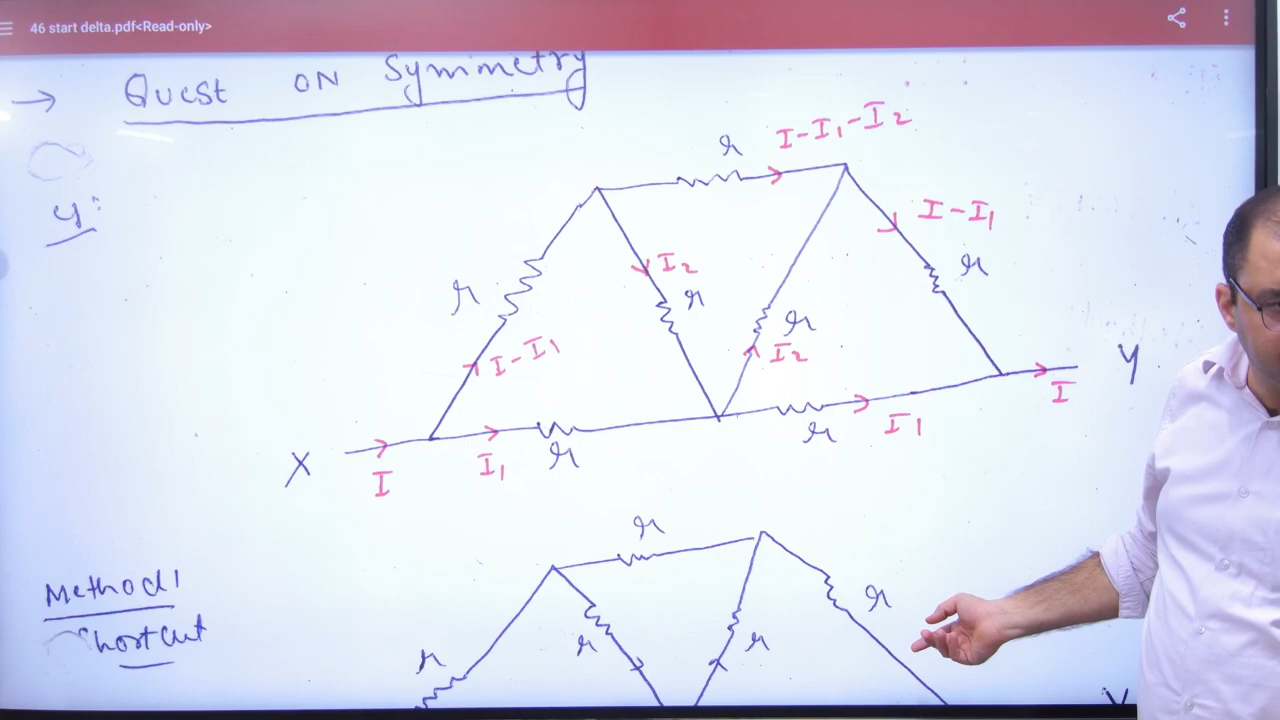 46 start delta.pdf<Read-only>
→ Quest ON Symmetry
Q:
r
I-I₁-I₂
I-I₁
r
I₂
r
r
r
I₂
I-I₁
Y
I
X
I
I₁
r
r
I₁
r
Method 1
Shortcut
r
r
r
r
Y